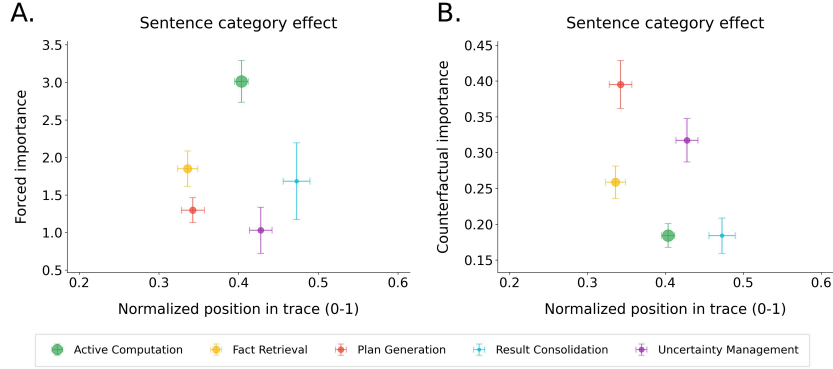 A.
Sentence category effect
Forced importance
3.5
3.0
2.5
2.0
1.5
1.0
0.5
0.2
0.3
0.4
0.5
0.6
Normalized position in trace (0-1)
B.
Sentence category effect
Counterfactual importance
0.45
0.40
0.35
0.30
0.25
0.20
0.15
0.2
0.3
0.4
0.5
0.6
Normalized position in trace (0-1)
Active Computation
Fact Retrieval
Plan Generation
Result Consolidation
Uncertainty Management